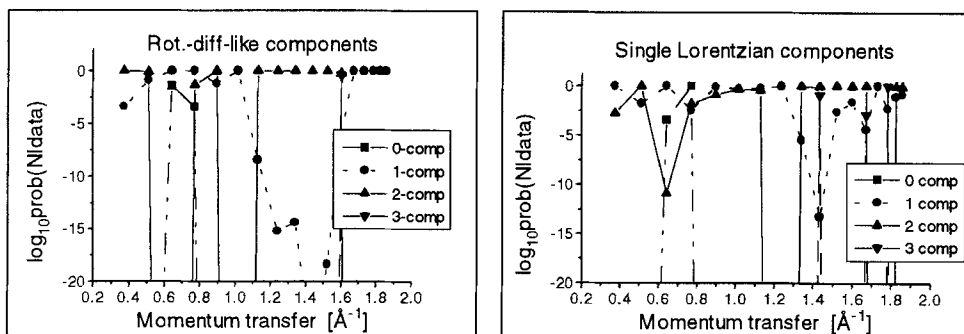 Rot.-diff-like components
log10prob(N|data)
0
-5
-10
-15
-20
0-comp
1-comp
2-comp
3-comp
0.2 0.4 0.6 0.8 1.0 1.2 1.4 1.6 1.8 2.0
Momentum transfer [Å-1]
Single Lorentzian components
log10prob(N|data)
0
-5
-10
-15
-20
0 comp
1 comp
2 comp
3 comp
0.2 0.4 0.6 0.8 1.0 1.2 1.4 1.6 1.8 2.0
Momentum transfer [Å-1]